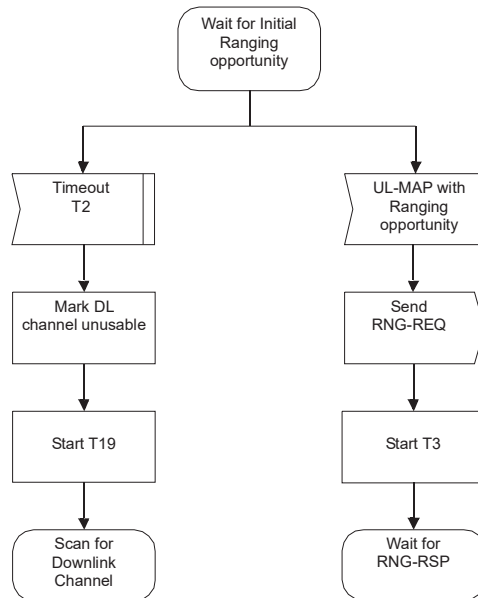 Wait for Initial
Ranging
opportunity
Timeout
T2
UL-MAP with
Ranging
opportunity
Mark DL
channel unusable
Send
RNG-REQ
Start T19
Start T3
Scan for
Downlink
Channel
Wait for
RNG-RSP